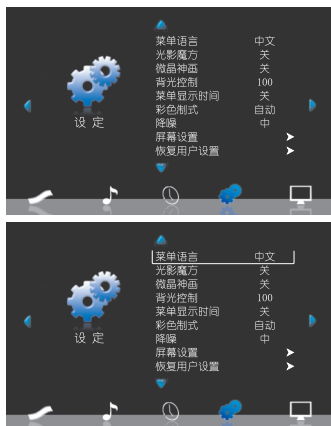 菜单语言 中文
光影魔方 关
微晶神画 关
背光控制 100
菜单显示时间 关
彩色制式 自动
降噪 中
屏幕设置
恢复用户设置
设定
菜单语言 中文
光影魔方 关
微晶神画 关
背光控制 100
菜单显示时间 关
彩色制式 自动
降噪 中
屏幕设置
恢复用户设置
设定